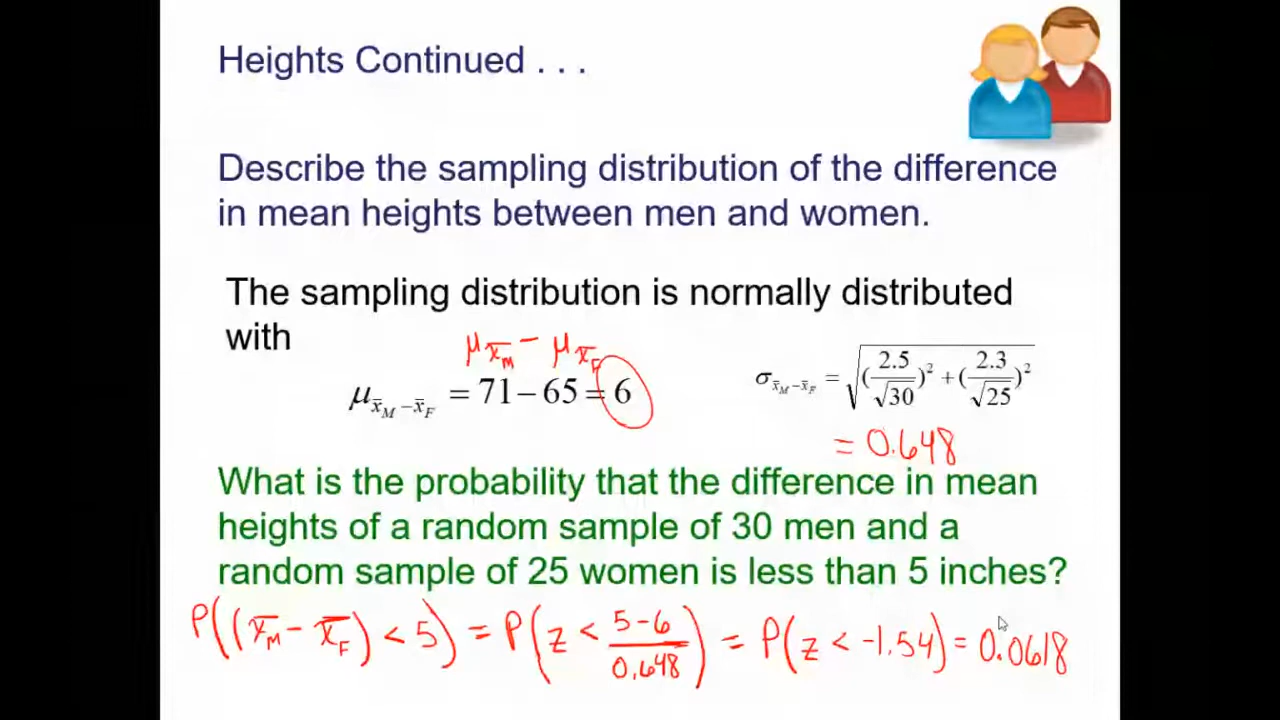 Heights Continued . . .
Describe the sampling distribution of the difference
in mean heights between men and women.
The sampling distribution is normally distributed
with
μx̄M − μx̄F
μx̄M −x̄F = 71 − 65 = 6
σx̄M −x̄F = √((2.5/√30)² + (2.3/√25)²)
= 0.648
What is the probability that the difference in mean
heights of a random sample of 30 men and a
random sample of 25 women is less than 5 inches?
P((x̄M − x̄F) < 5) = P(z < (5−6)/0.648) = P(z < -1.54) = 0.0618